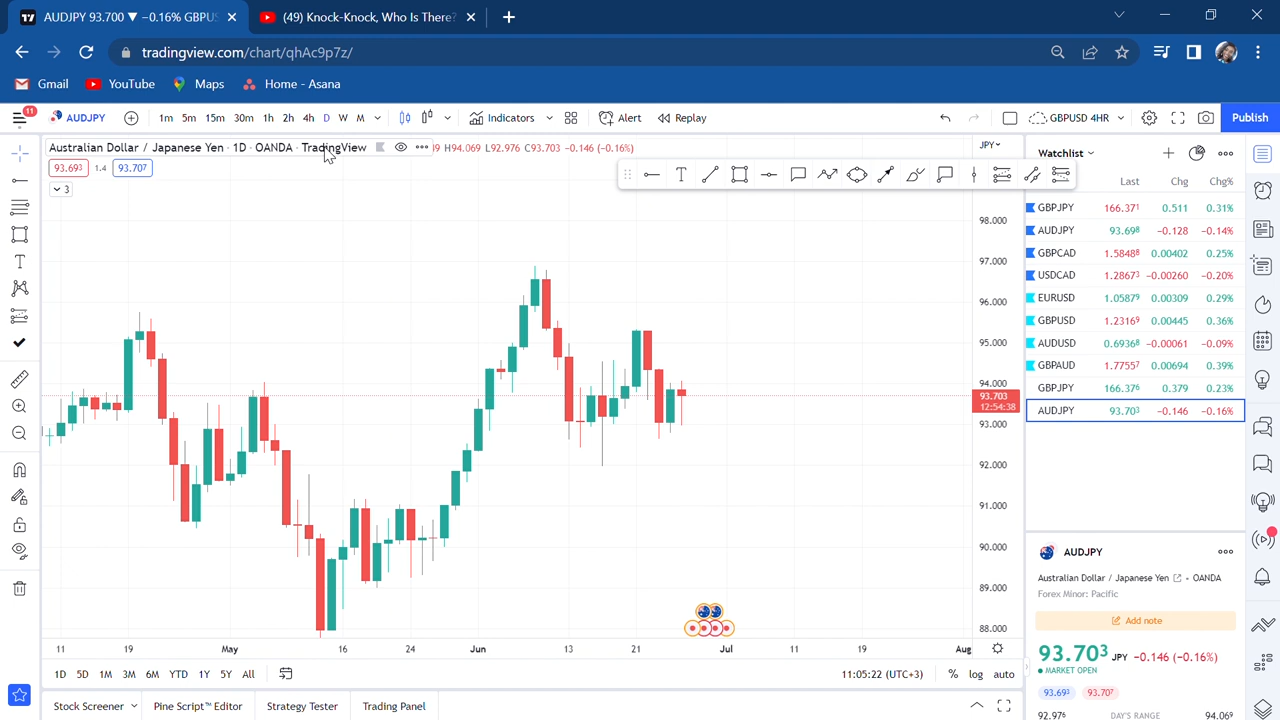 AUDJPY 93.700 ▼ −0.16% GBPUS
(49) Knock-Knock, Who Is There?
tradingview.com/chart/qhAc9p7z/
Gmail YouTube Maps Home - Asana
11
AUDJPY 1m 5m 15m 30m 1h 2h 4h D W M Indicators Alert Replay GBPUSD 4HR Publish
Australian Dollar / Japanese Yen · 1D · OANDA · TradingView H94.069 L92.976 C93.703 −0.146 (−0.16%)
93.693 1.4 93.707
3
JPY
98.000
97.000
96.000
95.000
94.000
93.703
12:54:38
93.000
92.000
91.000
90.000
89.000
88.000
11 19 May 16 24 Jun 13 21 Jul 11 19 Aug
1D 5D 1M 3M 6M YTD 1Y 5Y All 11:05:22 (UTC+3) % log auto
Stock Screener Pine Script™ Editor Strategy Tester Trading Panel
Watchlist
Last Chg Chg%
GBPJPY 166.371 0.511 0.31%
AUDJPY 93.698 −0.128 −0.14%
GBPCAD 1.58488 0.00402 0.25%
USDCAD 1.28673 −0.00260 −0.20%
EURUSD 1.05879 0.00309 0.29%
GBPUSD 1.23169 0.00445 0.36%
AUDUSD 0.69368 −0.00061 −0.09%
GBPAUD 1.77557 0.00694 0.39%
GBPJPY 166.376 0.379 0.23%
AUDJPY 93.703 −0.146 −0.16%
AUDJPY
Australian Dollar / Japanese Yen · OANDA
Forex Minor: Pacific
Add note
93.703 JPY −0.146 (−0.16%)
MARKET OPEN
93.693 93.707
92.976 DAY'S RANGE 94.069